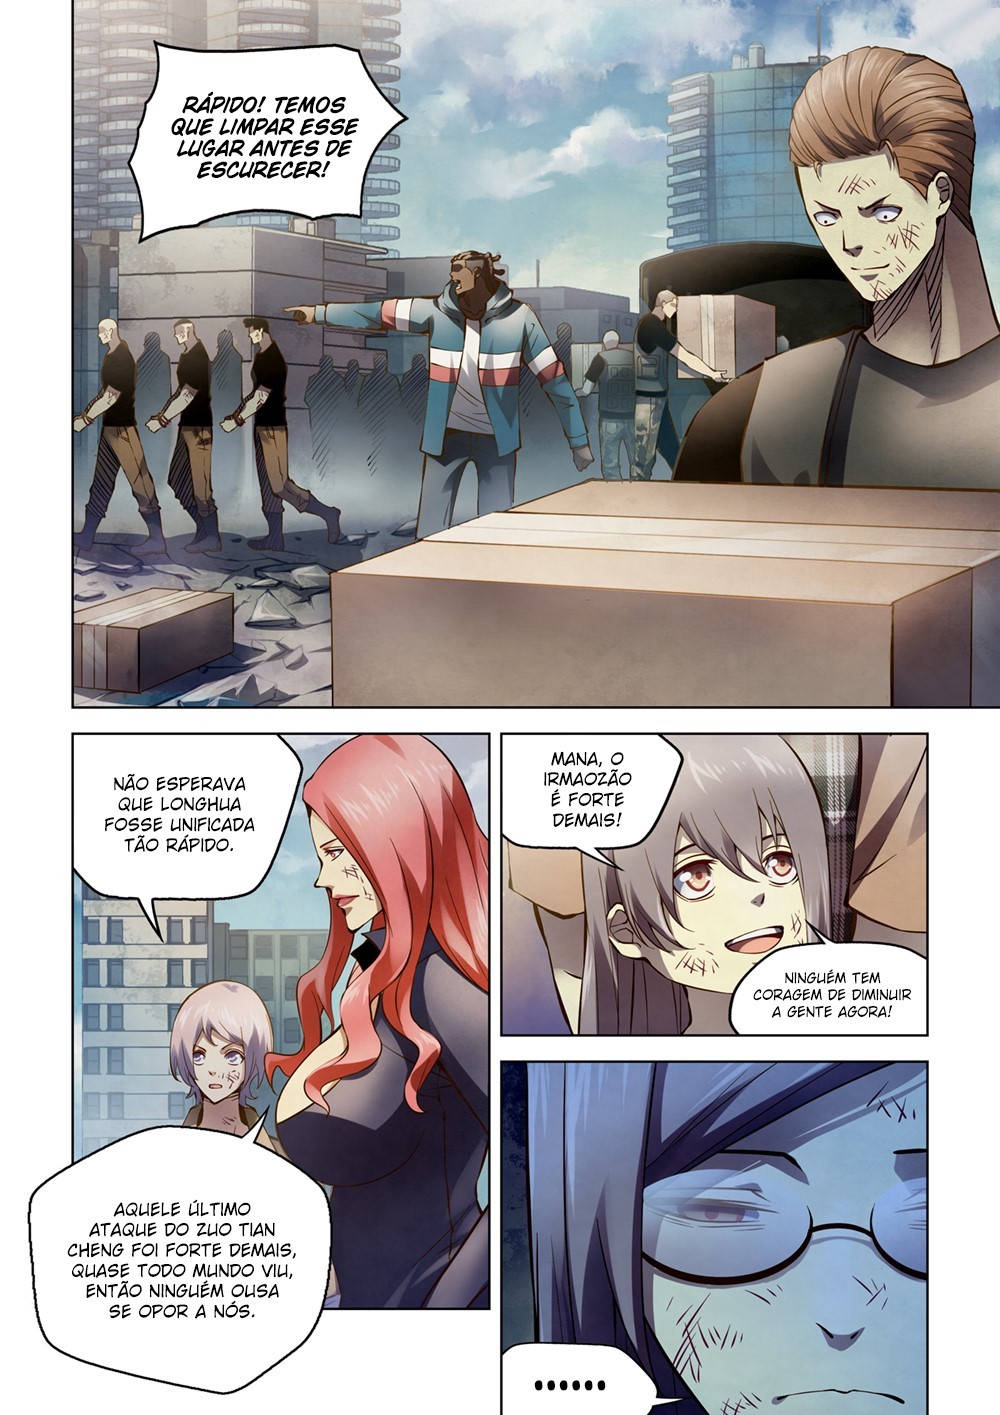 RÁPIDO! TEMOS
QUE LIMPAR ESSE
LUGAR ANTES DE
ESCURECER!
NÃO ESPERAVA
QUE LONGHUA
FOSSE UNIFICADA
TÃO RÁPIDO.
AQUELE ÚLTIMO
ATAQUE DO ZUO TIAN
CHENG FOI FORTE DEMAIS,
QUASE TODO MUNDO VIU,
ENTÃO NINGUÉM OUSA
SE OPOR A NÓS.
MANA, O
IRMAOZÃO
É FORTE
DEMAIS!
NINGUÉM TEM
CORAGEM DE DIMINUIR
A GENTE AGORA!
......